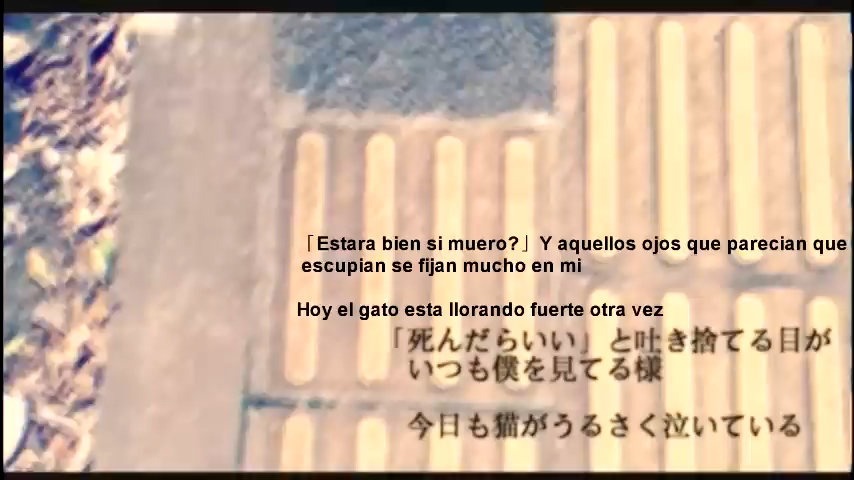 「Estara bien si muero?」Y aquellos ojos que parecian que
escupian se fijan mucho en mi
Hoy el gato esta llorando fuerte otra vez
「死んだらいい」と吐き捨てる目が
いつも僕を見てる様
今日も猫がうるさく泣いている